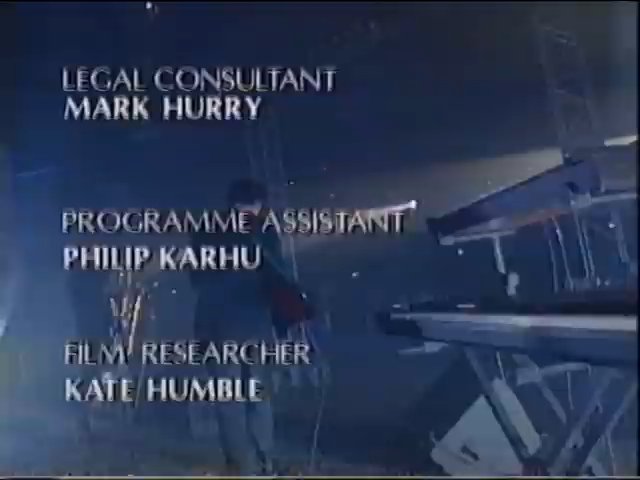 LEGAL CONSULTANT
MARK HURRY
PROGRAMME ASSISTANT
PHILIP KARHU
FILM RESEARCHER
KATE HUMBLE